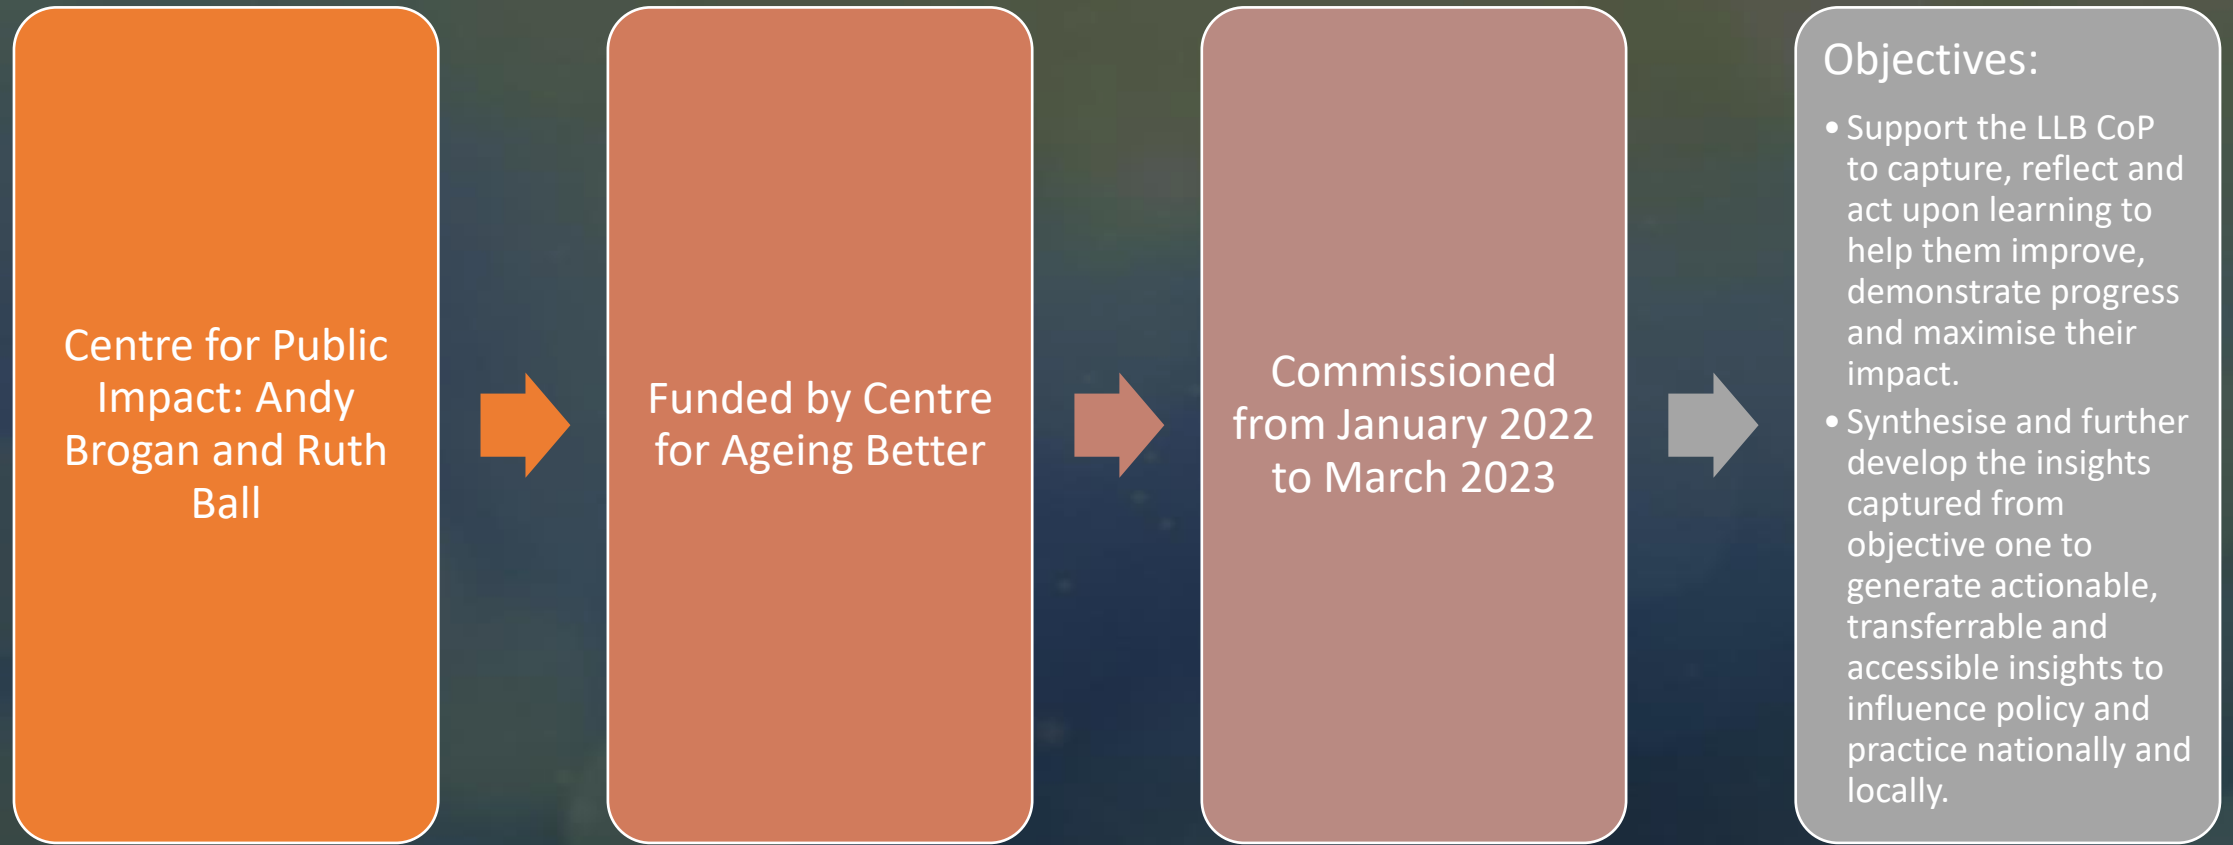 Centre for Public
Impact: Andy
Brogan and Ruth
Ball
Funded by Centre
for Ageing Better
Commissioned
from January 2022
to March 2023
Objectives:
• Support the LLB CoP
to capture, reflect and
act upon learning to
help them improve,
demonstrate progress
and maximise their
impact.
• Synthesise and further
develop the insights
captured from
objective one to
generate actionable,
transferrable and
accessible insights to
influence policy and
practice nationally and
locally.